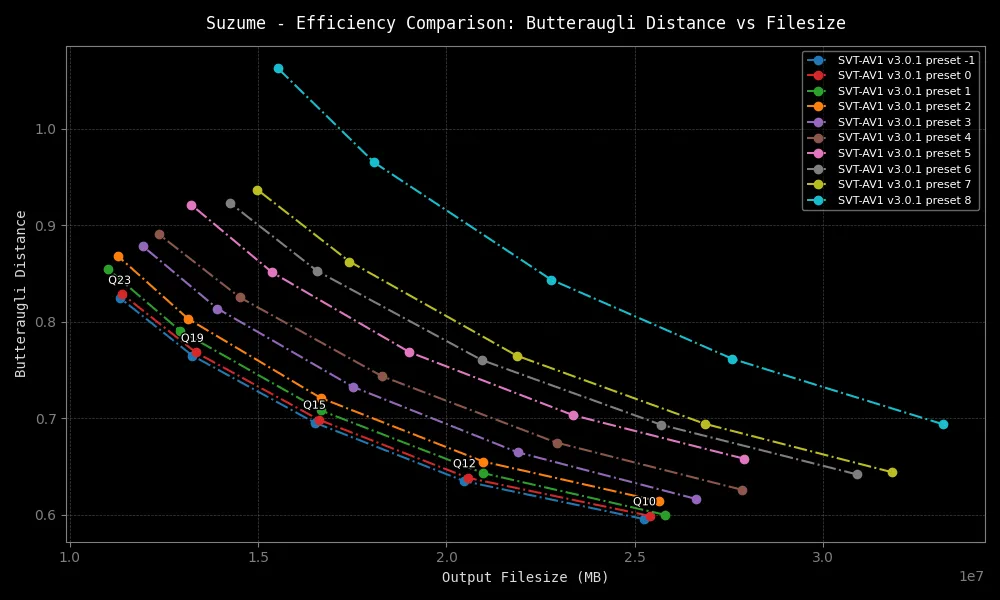 Suzume - Efficiency Comparison: Butteraugli Distance vs Filesize
SVT-AV1 v3.0.1 preset -1
SVT-AV1 v3.0.1 preset 0
SVT-AV1 v3.0.1 preset 1
SVT-AV1 v3.0.1 preset 2
SVT-AV1 v3.0.1 preset 3
SVT-AV1 v3.0.1 preset 4
SVT-AV1 v3.0.1 preset 5
SVT-AV1 v3.0.1 preset 6
SVT-AV1 v3.0.1 preset 7
SVT-AV1 v3.0.1 preset 8
Butteraugli Distance
1.0
0.9
0.8
0.7
0.6
Q23
Q19
Q15
Q12
Q10
1.0 1.5 2.0 2.5 3.0
1e7
Output Filesize (MB)